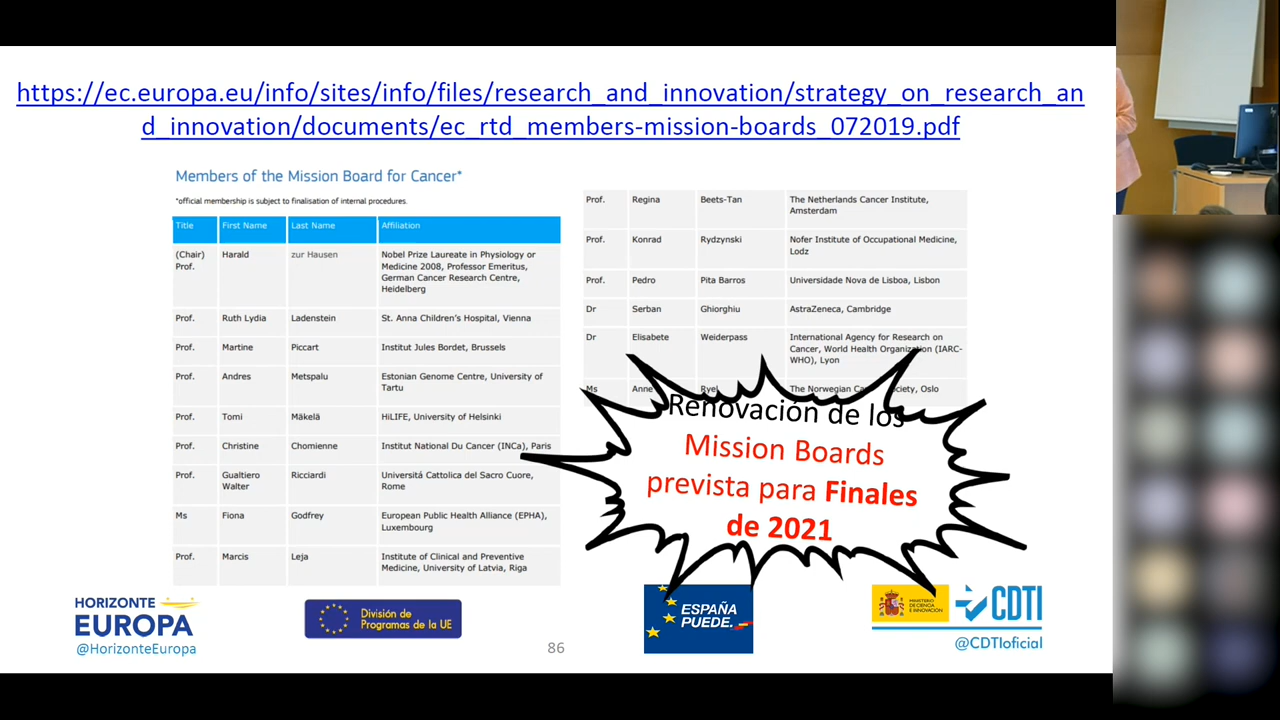 https://ec.europa.eu/info/sites/info/files/research_and_innovation/strategy_on_research_an
d_innovation/documents/ec_rtd_members-mission-boards_072019.pdf
Members of the Mission Board for Cancer*
*official membership is subject to finalisation of internal procedures.
Title First Name Last Name Affiliation
(Chair) Harald zur Hausen Nobel Prize Laureate in Physiology or
Prof. Medicine 2008, Professor Emeritus,
German Cancer Research Centre,
Heidelberg
Prof. Ruth Lydia Ladenstein St. Anna Children's Hospital, Vienna
Prof. Martine Piccart Institut Jules Bordet, Brussels
Prof. Andres Metspalu Estonian Genome Centre, University of
Tartu
Prof. Tomi Mäkelä HiLIFE, University of Helsinki
Prof. Christine Chomienne Institut National Du Cancer (INCa), Paris
Prof. Gualtiero Ricciardi Universitá Cattolica del Sacro Cuore,
Walter Rome
Ms Fiona Godfrey European Public Health Alliance (EPHA),
Luxembourg
Prof. Marcis Leja Institute of Clinical and Preventive
Medicine, University of Latvia, Riga
Prof. Regina Beets-Tan The Netherlands Cancer Institute,
Amsterdam
Prof. Konrad Rydzynski Nofer Institute of Occupational Medicine,
Lodz
Prof. Pedro Pita Barros Universidade Nova de Lisboa, Lisbon
Dr Serban Ghiorghiu AstraZeneca, Cambridge
Dr Elisabete Weiderpass International Agency for Research on
Cancer, World Health Organization (IARC-
WHO), Lyon
Ms Anne Ryel The Norwegian Society, Oslo
Renovación de los
Mission Boards
prevista para Finales
de 2021
HORIZONTE
EUROPA
@HorizonteEuropa
División de
Programas de la UE
86
ESPAÑA
PUEDE.
MINISTERIO
DE CIENCIA
E INNOVACIÓN
CDTI
@CDTIoficial